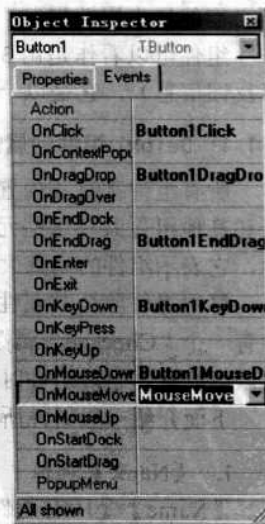 Object Inspector
Button1 TButton
Properties Events
Action
OnClick Button1Click
OnContextPopu
OnDragDrop Button1DragDro
OnDragOver
OnEndDock
OnEndDrag Button1EndDrag
OnEnter
OnExit
OnKeyDown Button1KeyDow
OnKeyPress
OnKeyUp
OnMouseDown Button1MouseD
OnMouseMove MouseMove
OnMouseUp
OnStartDock
OnStartDrag
PopupMenu
All shown